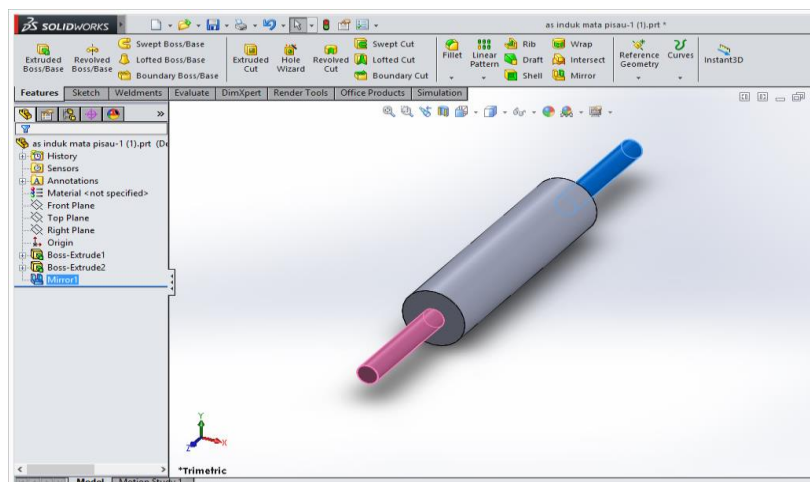 SOLIDWORKS
as induk mata pisau-1 (1).prt *
Extruded Boss/Base
Revolved Boss/Base
Swept Boss/Base
Lofted Boss/Base
Boundary Boss/Base
Extruded Cut
Hole Wizard
Revolved Cut
Swept Cut
Lofted Cut
Boundary Cut
Fillet
Linear Pattern
Rib
Draft
Shell
Wrap
Intersect
Mirror
Reference Geometry
Curves
Instant3D
Features Sketch Weldments Evaluate DimXpert Render Tools Office Products Simulation
as induk mata pisau-1 (1).prt (De
History
Sensors
Annotations
Material <not specified>
Front Plane
Top Plane
Right Plane
Origin
Boss-Extrude1
Boss-Extrude2
Mirror1
Y
X
Z
*Trimetric
Model Motion Study 1